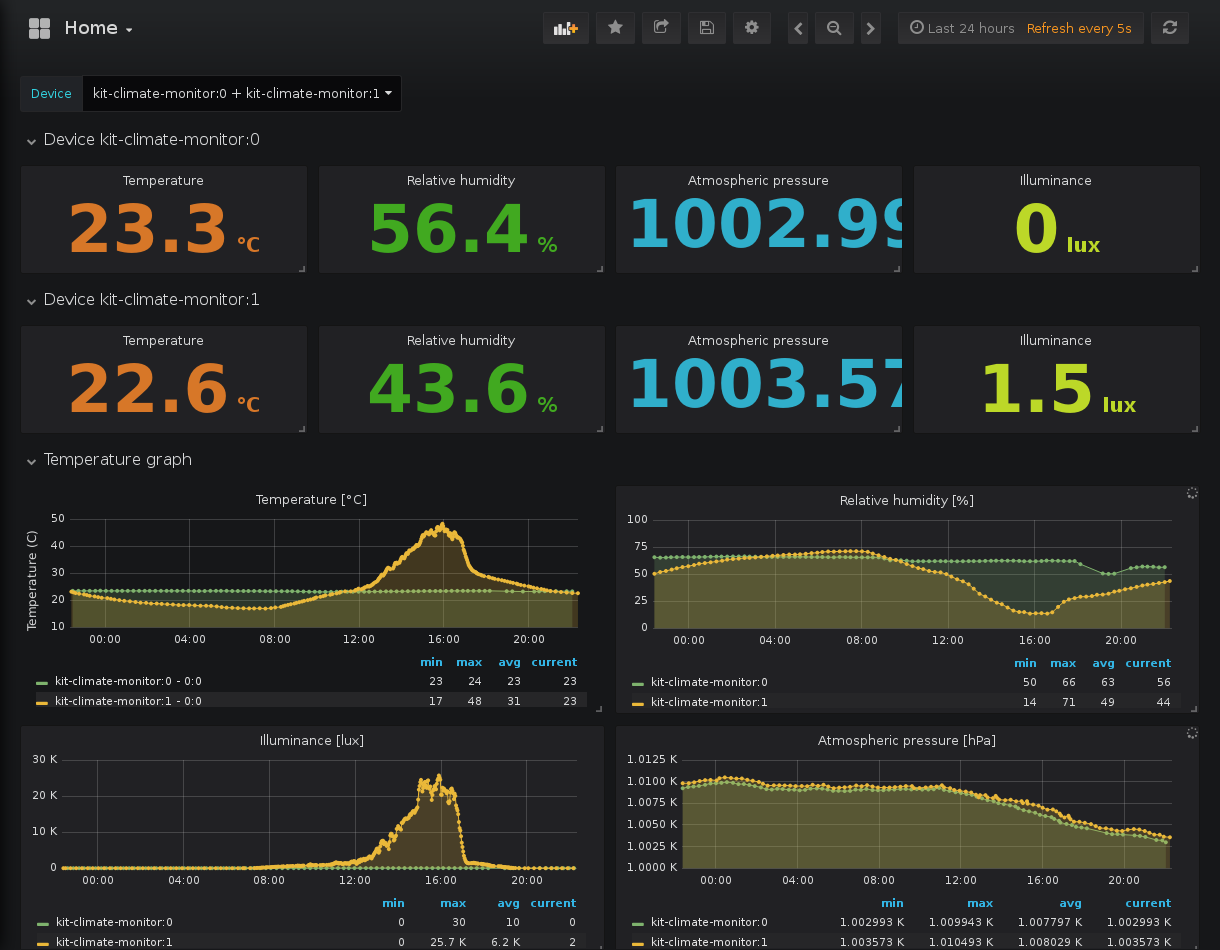 Home
Last 24 hours Refresh every 5s
Device kit-climate-monitor:0 + kit-climate-monitor:1
Device kit-climate-monitor:0
Temperature Relative humidity Atmospheric pressure Illuminance
23.3 °C 56.4 % 1002.99 0 lux
Device kit-climate-monitor:1
Temperature Relative humidity Atmospheric pressure Illuminance
22.6 °C 43.6 % 1003.57 1.5 lux
Temperature graph
Temperature [°C]
Temperature (C)
50
40
30
20
10
00:00 04:00 08:00 12:00 16:00 20:00
min max avg current
kit-climate-monitor:0 - 0:0 23 24 23 23
kit-climate-monitor:1 - 0:0 17 48 31 23
Relative humidity [%]
100
75
50
25
0
00:00 04:00 08:00 12:00 16:00 20:00
min max avg current
kit-climate-monitor:0 50 66 63 56
kit-climate-monitor:1 14 71 49 44
Illuminance [lux]
30 K
20 K
10 K
0
00:00 04:00 08:00 12:00 16:00 20:00
min max avg current
kit-climate-monitor:0 0 30 10 0
kit-climate-monitor:1 0 25.7 K 6.2 K 2
Atmospheric pressure [hPa]
1.0125 K
1.0100 K
1.0075 K
1.0050 K
1.0025 K
1.0000 K
00:00 04:00 08:00 12:00 16:00 20:00
min max avg current
kit-climate-monitor:0 1.002993 K 1.009943 K 1.007797 K 1.002993 K
kit-climate-monitor:1 1.003573 K 1.010493 K 1.008029 K 1.003573 K